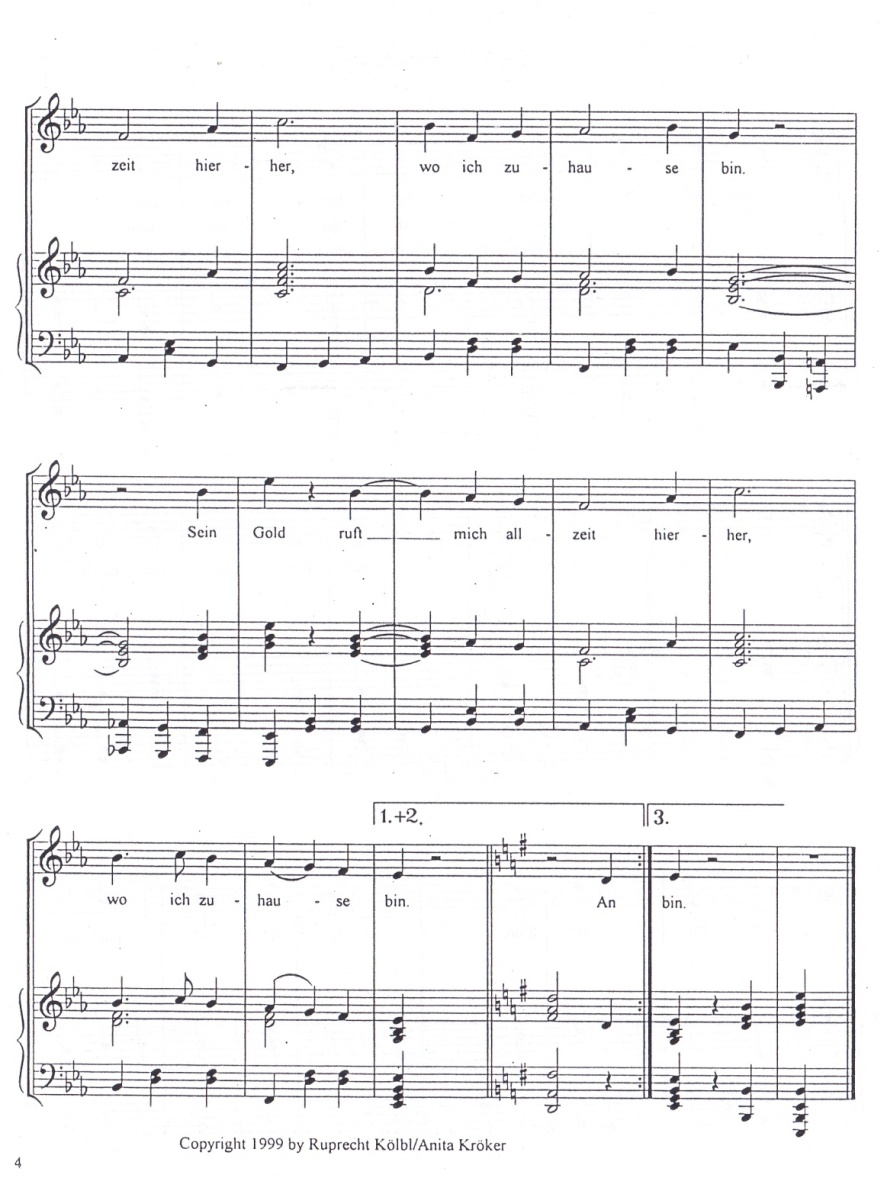 zeit hier - her, wo ich zu - hau - se bin.
Sein Gold ruft ______ mich all - zeit hier - her,
1.+2. 3.
wo ich zu - hau - se bin. An bin.
Copyright 1999 by Ruprecht Kölbl/Anita Kröker
4